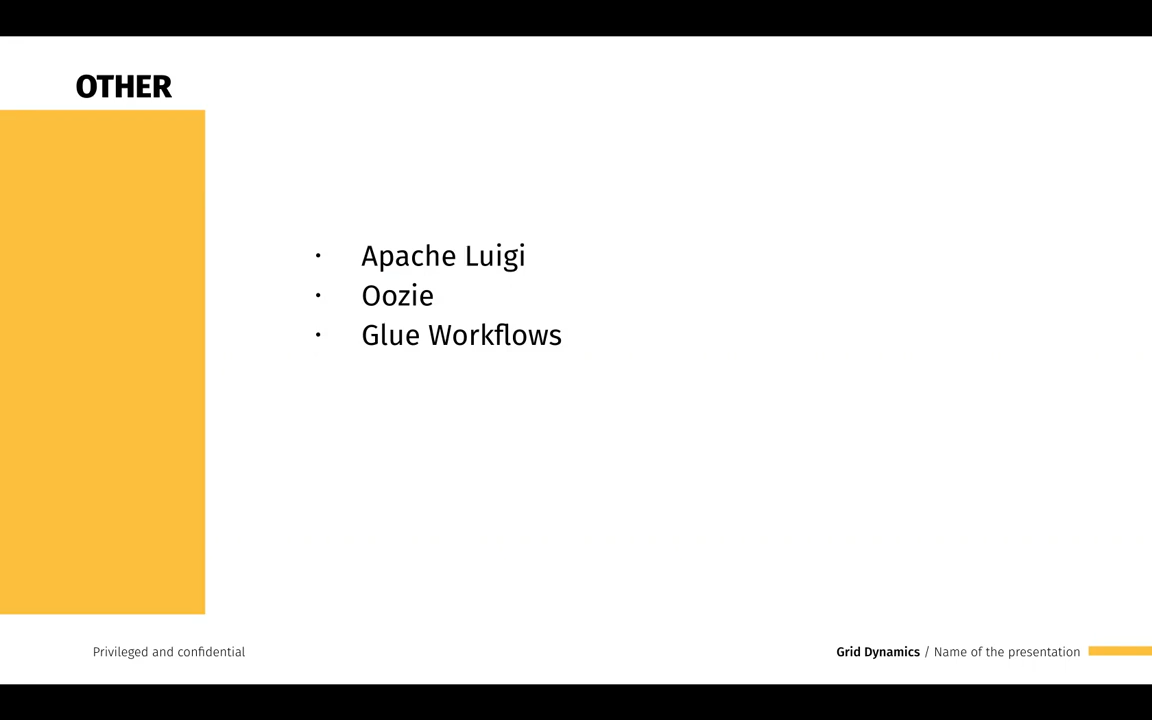 OTHER
· Apache Luigi
· Oozie
· Glue Workflows
Privileged and confidential
Grid Dynamics / Name of the presentation